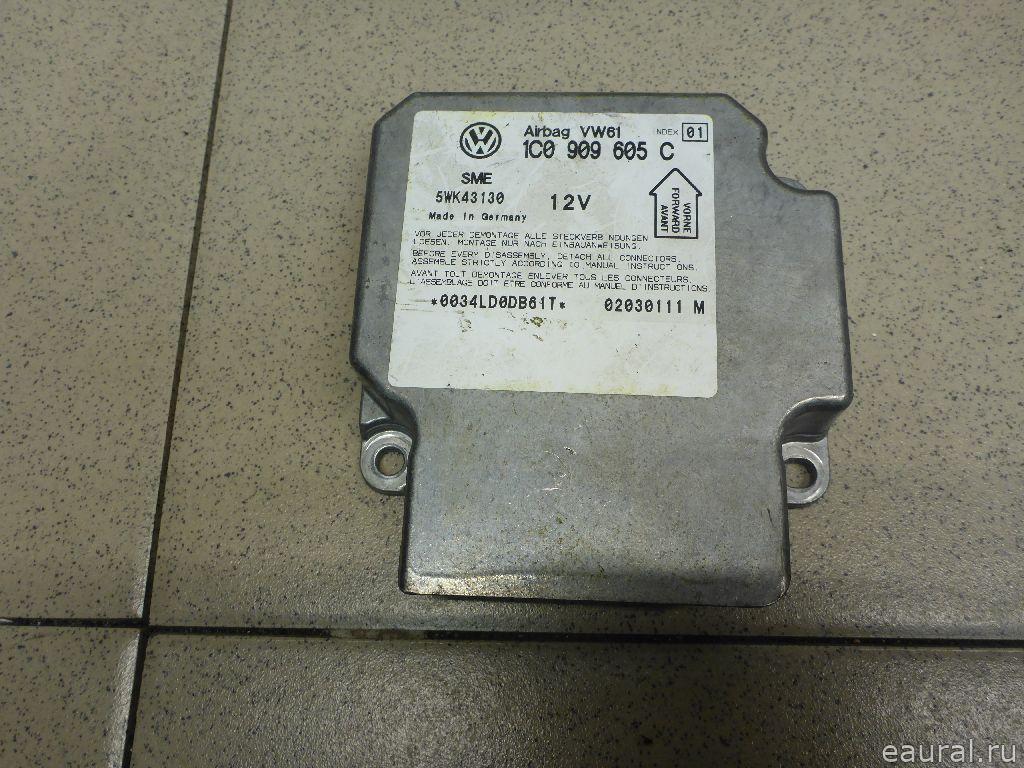 Airbag VW61 INDEX 01
1C0 909 605 C
SME
5WK43130 12V
Made in Germany
VORNE
FORWARD
AVANT
VOR JEDER DEMONTAGE ALLE STECKVERBINDUNGEN
LOESEN. MONTAGE NUR NACH EINBAUANWEISUNG.
BEFORE EVERY DISASSEMBLY, DETACH ALL CONNECTORS.
ASSEMBLE STRICTLY ACCORDING TO MANUAL INSTRUCTIONS.
AVANT TOUT DEMONTAGE ENLEVER TOUS LES CONNECTEURS.
L'ASSEMBLAGE DOIT ETRE CONFORME AU MANUEL D'INSTRUCTIONS.
*0034LD0DB61T* 02030111 M
eaural.ru